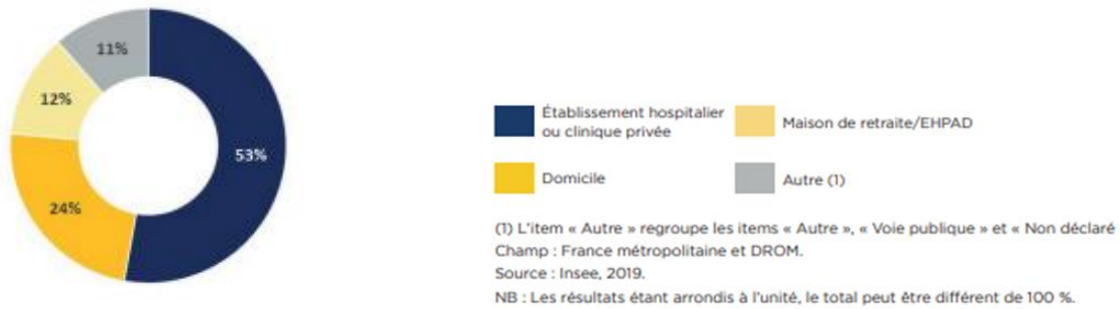 11%
12%
53%
24%
Établissement hospitalier
ou clinique privée
Maison de retraite/EHPAD
Domicile
Autre (1)
(1) L'item « Autre » regroupe les items « Autre », « Voie publique » et « Non déclaré
Champ : France métropolitaine et DROM.
Source : Insee, 2019.
NB : Les résultats étant arrondis à l'unité, le total peut être différent de 100 %.